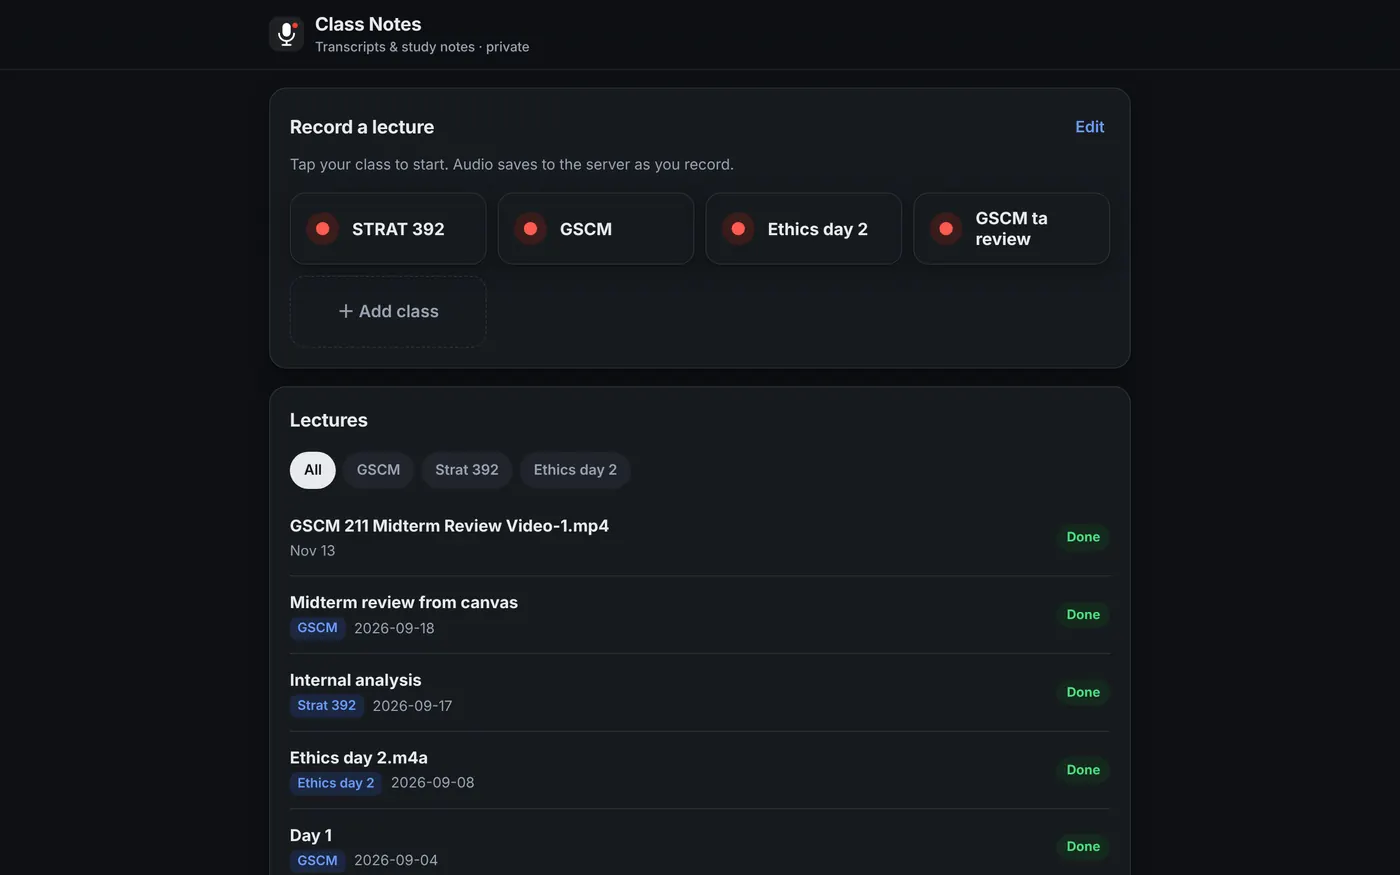 Class Notes
Transcripts & study notes · private
Record a lecture
Edit
Tap your class to start. Audio saves to the server as you record.
STRAT 392
GSCM
Ethics day 2
GSCM ta
review
+ Add class
Lectures
All
GSCM
Strat 392
Ethics day 2
GSCM 211 Midterm Review Video-1.mp4
Nov 13
Done
Midterm review from canvas
GSCM 2026-09-18
Done
Internal analysis
Strat 392 2026-09-17
Done
Ethics day 2.m4a
Ethics day 2 2026-09-08
Done
Day 1
GSCM 2026-09-04
Done